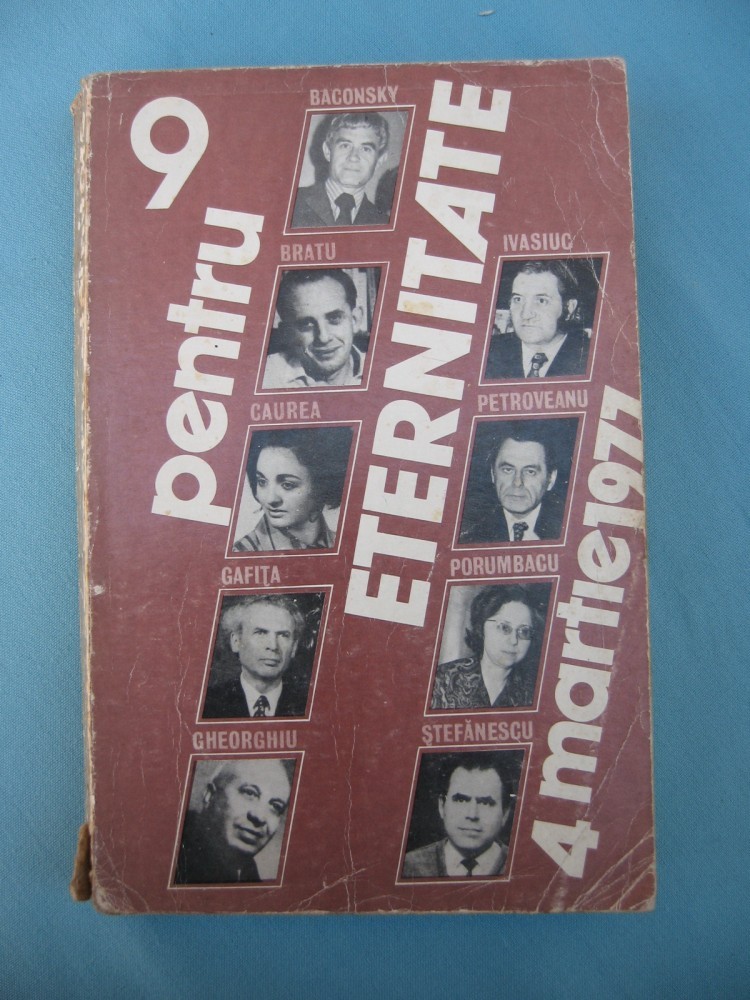 9
pentru
ETERNITATE
4 martie 1977
BACONSKY
BRATU
CAUREA
GAFIȚA
GHEORGHIU
IVASIUC
PETROVEANU
PORUMBACU
ȘTEFĂNESCU